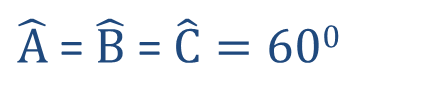 Â = B̂ = Ĉ = 60⁰